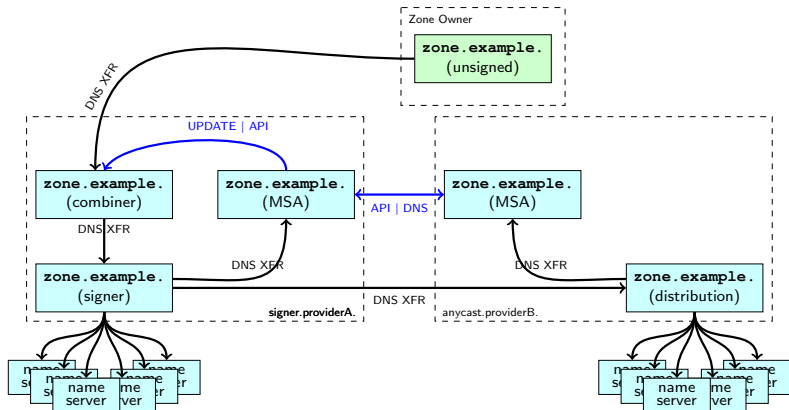 Zone Owner
zone.example.
(unsigned)
DNS XFR
UPDATE | API
zone.example.
(combiner)
zone.example.
(MSA)
API | DNS
zone.example.
(MSA)
DNS XFR
DNS XFR
DNS XFR
zone.example.
(signer)
DNS XFR
zone.example.
(distribution)
signer.providerA.
anycast.providerB.
name
name
server
name
server